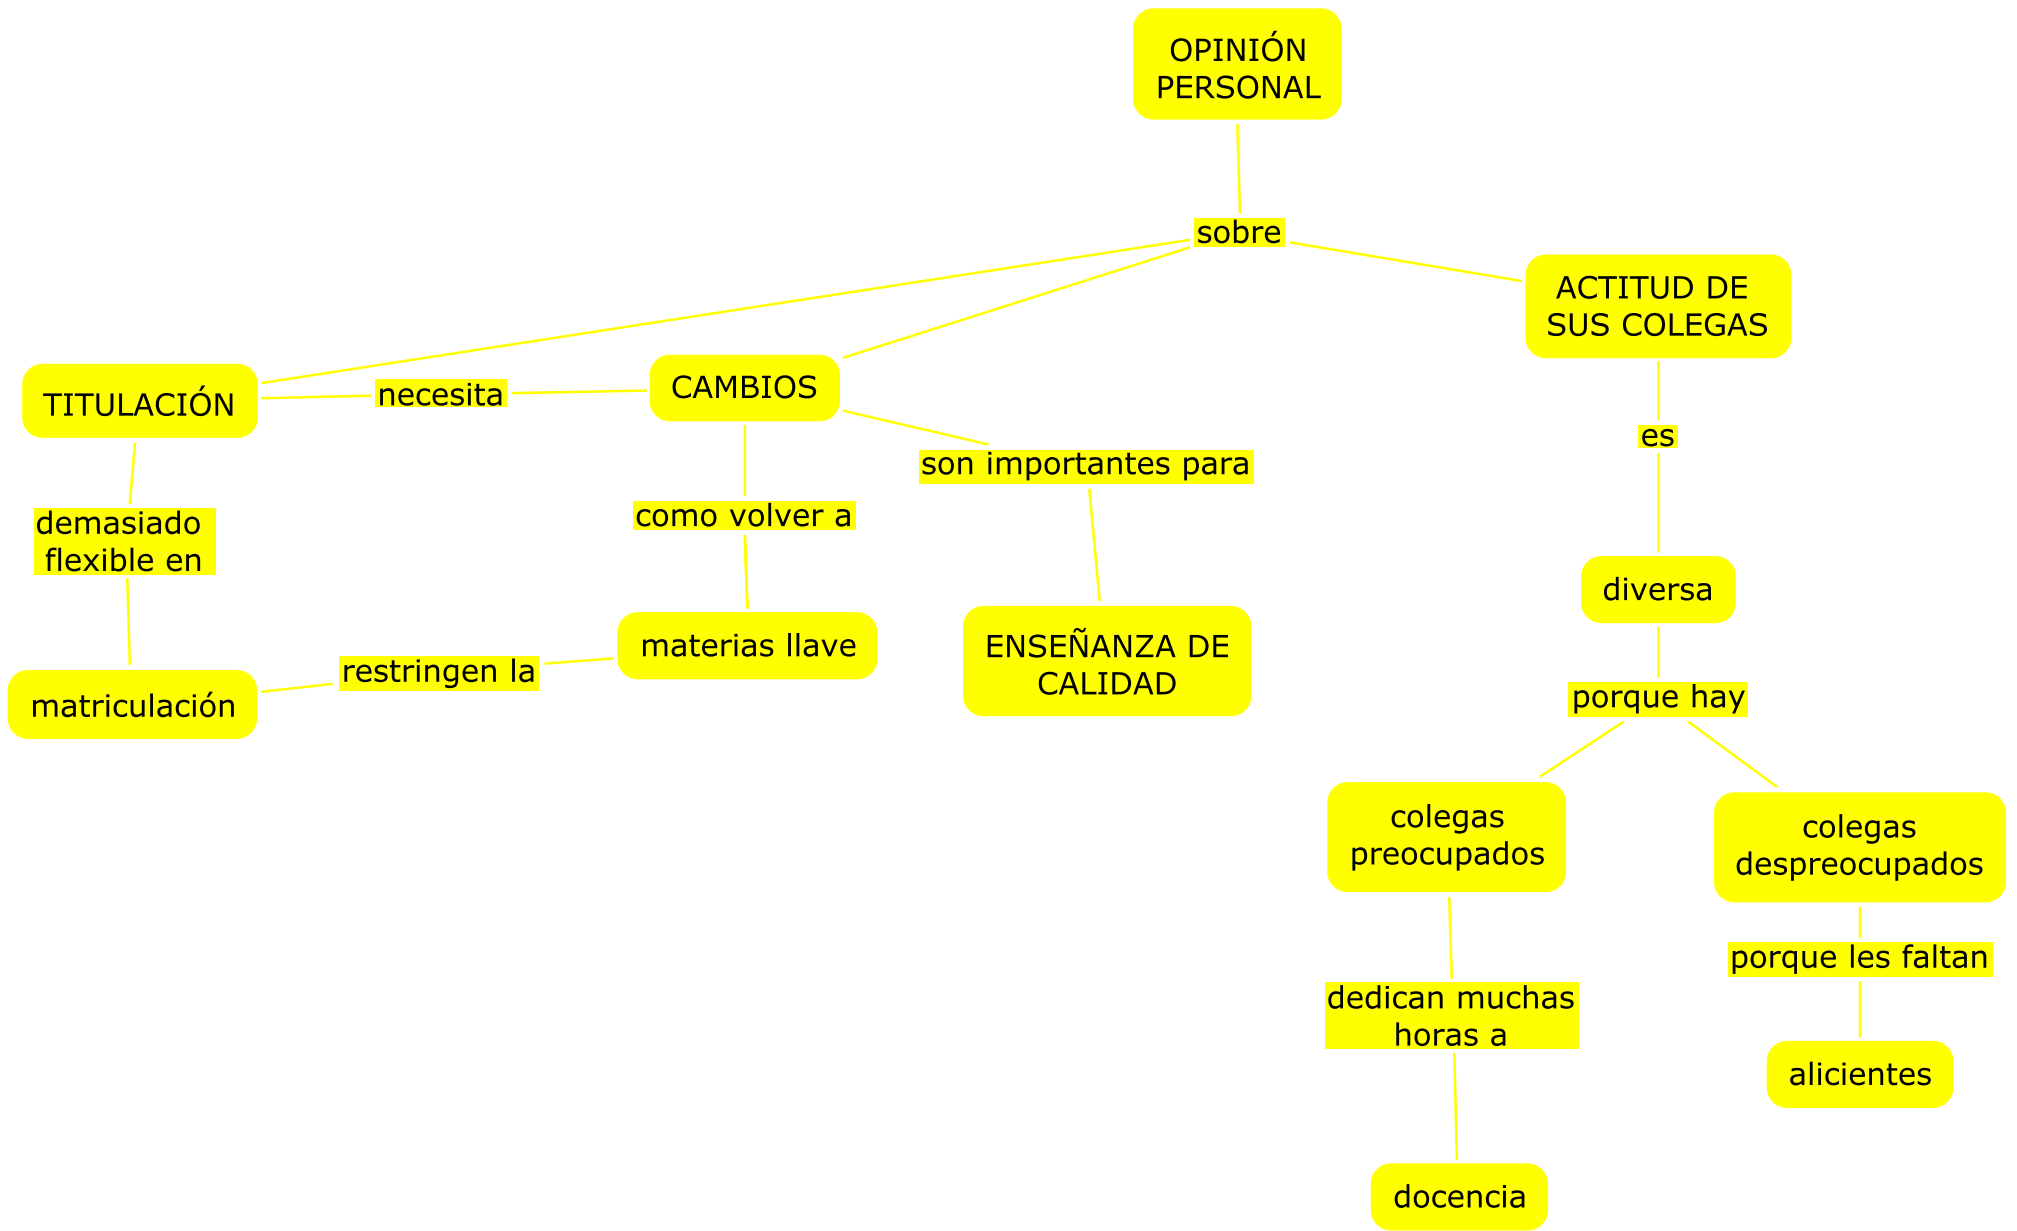 OPINIÓN
PERSONAL
sobre
ACTITUD DE
SUS COLEGAS
TITULACIÓN
necesita
CAMBIOS
es
son importantes para
demasiado
flexible en
como volver a
diversa
matriculación
restringen la
materias llave
ENSEÑANZA DE
CALIDAD
porque hay
colegas
preocupados
colegas
despreocupados
porque les faltan
dedican muchas
horas a
alicientes
docencia